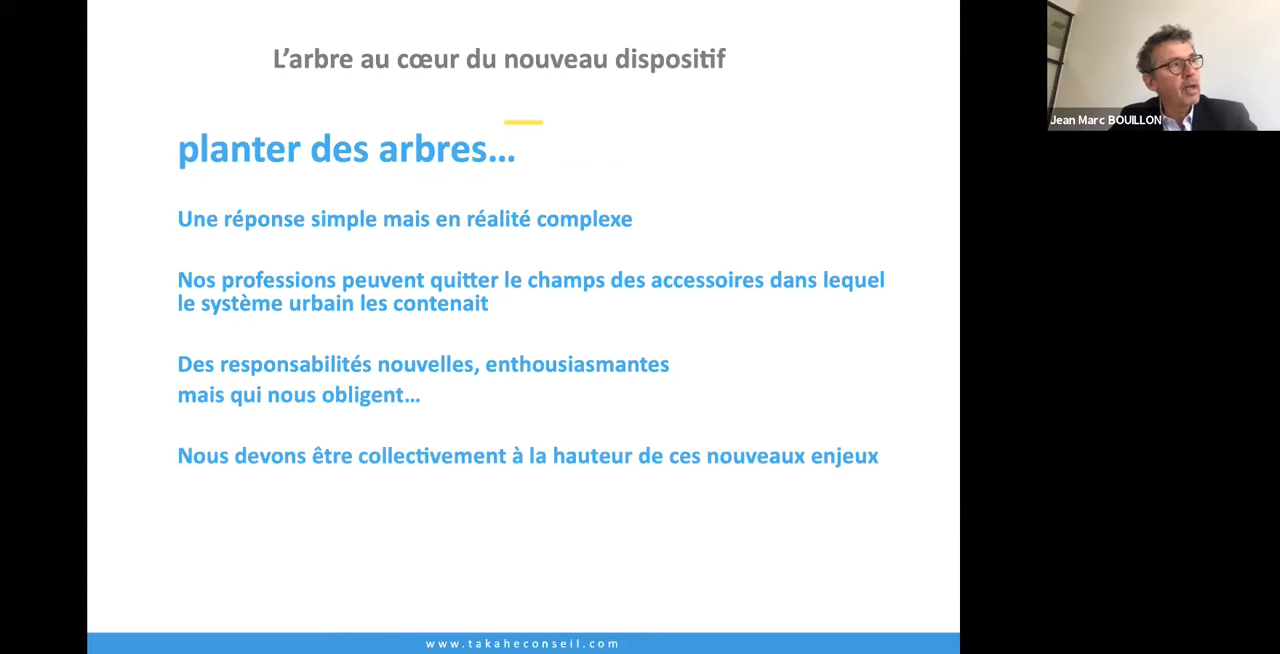 L’arbre au cœur du nouveau dispositif
Jean Marc BOUILLON
planter des arbres...
Une réponse simple mais en réalité complexe
Nos professions peuvent quitter le champs des accessoires dans lequel
le système urbain les contenait
Des responsabilités nouvelles, enthousiasmantes
mais qui nous obligent...
Nous devons être collectivement à la hauteur de ces nouveaux enjeux
www.takaheconseil.com